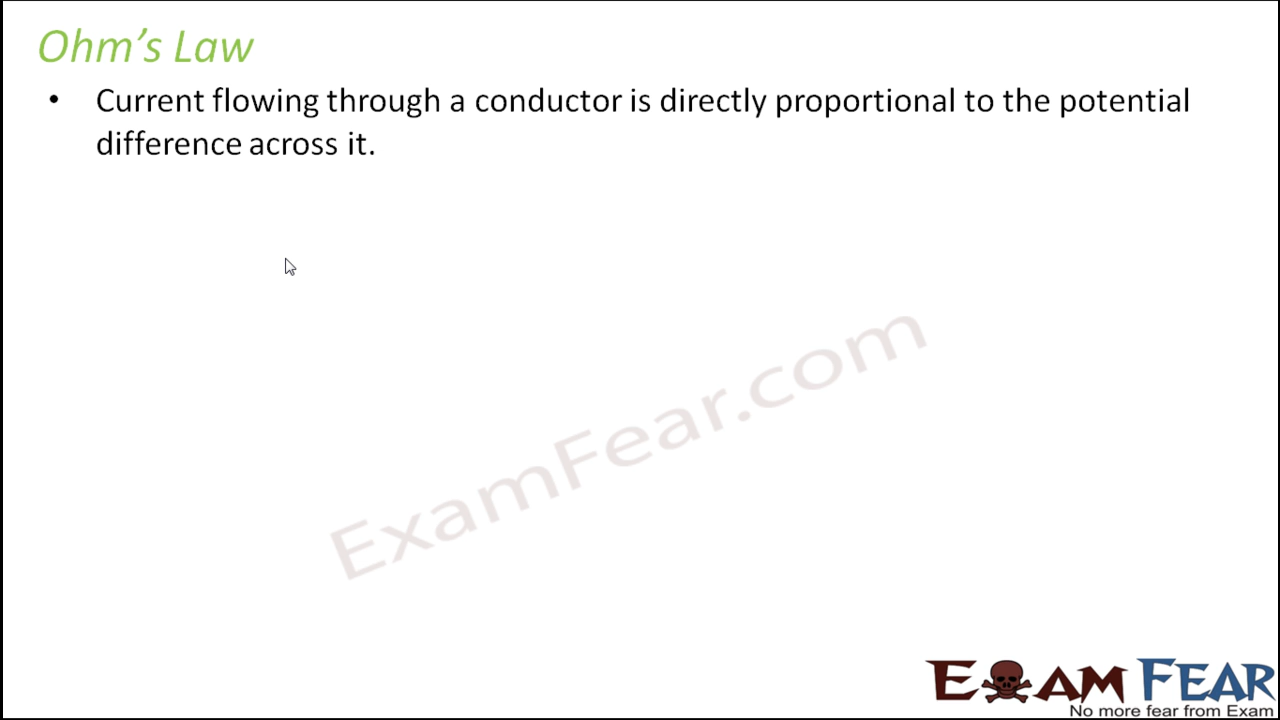 Ohm's Law
• Current flowing through a conductor is directly proportional to the potential
difference across it.
ExamFear.com
EXAM FEAR
No more fear from Exam